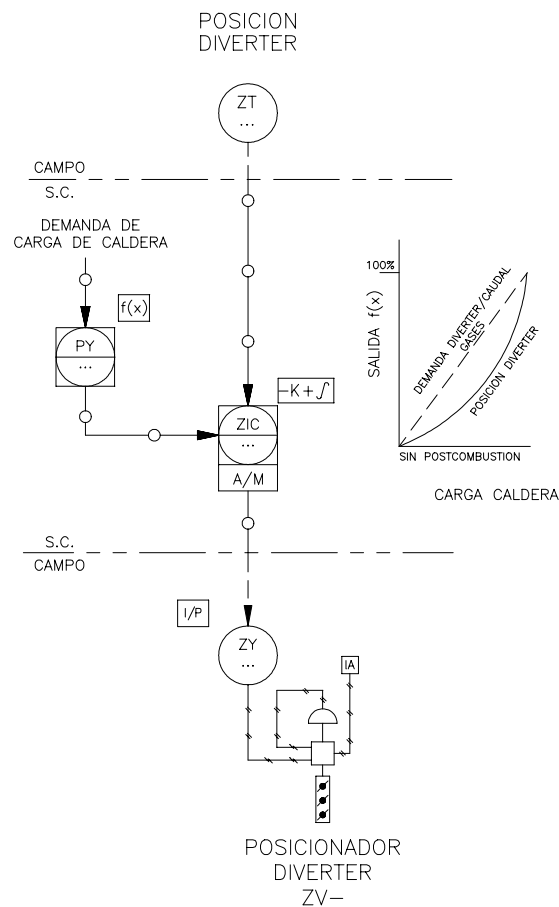 POSICION
DIVERTER
ZT
...
CAMPO
S.C.
DEMANDA DE
CARGA DE CALDERA
f(x)
PY
...
-K+∫
ZIC
...
A/M
100%
SALIDA f(x)
DEMANDA DIVERTER/CAUDAL
GASES
POSICION DIVERTER
SIN POSTCOMBUSTION
CARGA CALDERA
S.C.
CAMPO
I/P
ZY
...
IA
POSICIONADOR
DIVERTER
ZV-